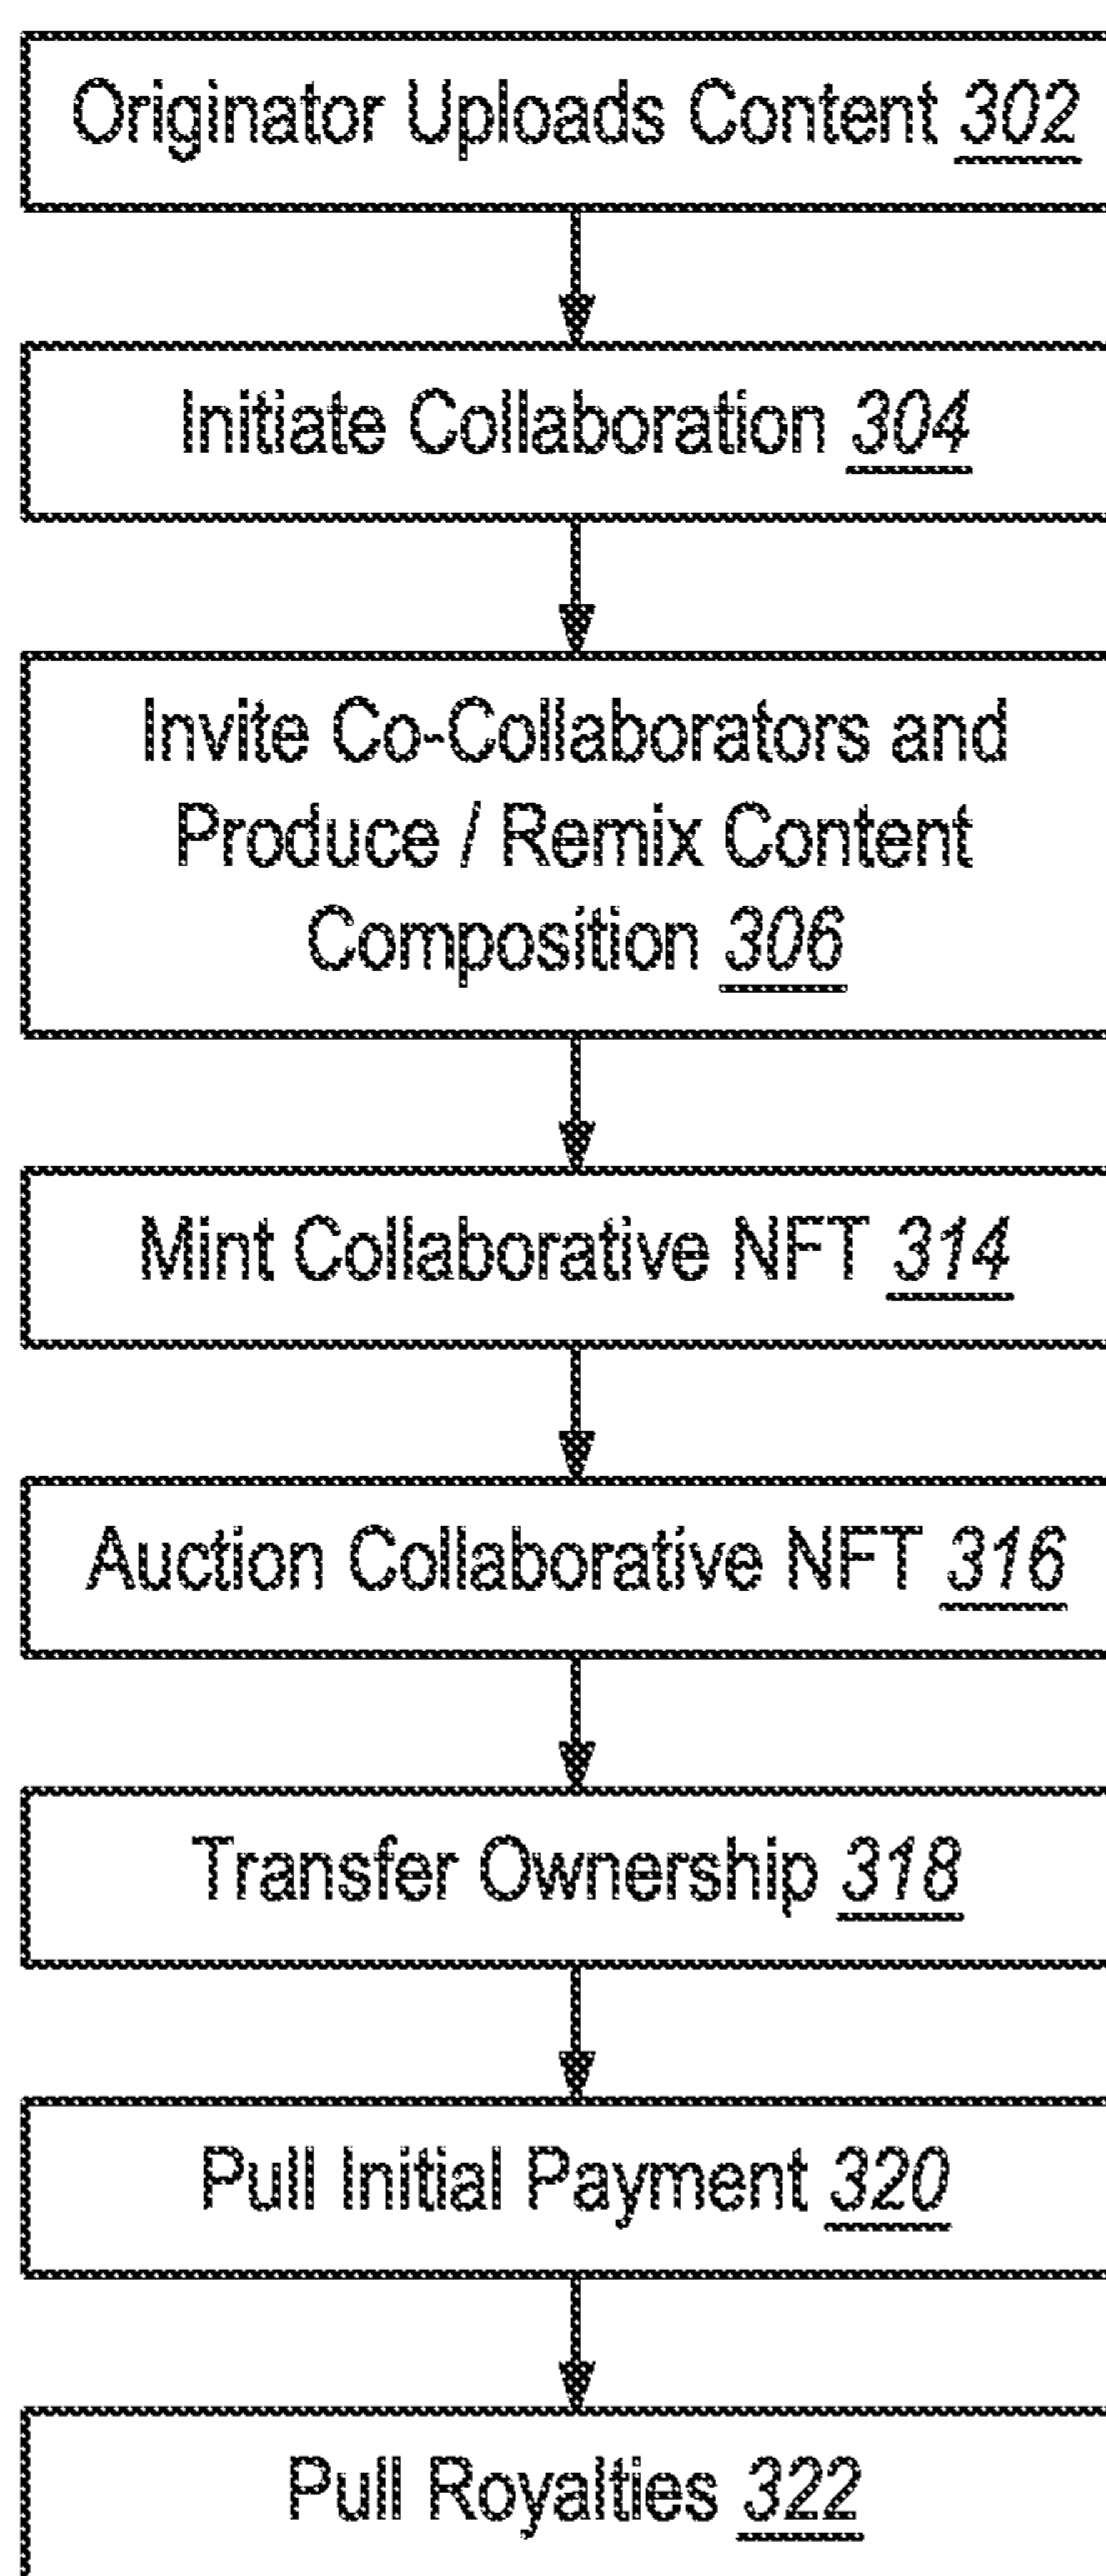 Originator Uploads Content 302
Initiate Collaboration 304
Invite Co-Collaborators and
Produce / Remix Content
Composition 306
Mint Collaborative NFT 314
Auction Collaborative NFT 316
Transfer Ownership 318
Pull Initial Payment 320
Pull Royalties 322